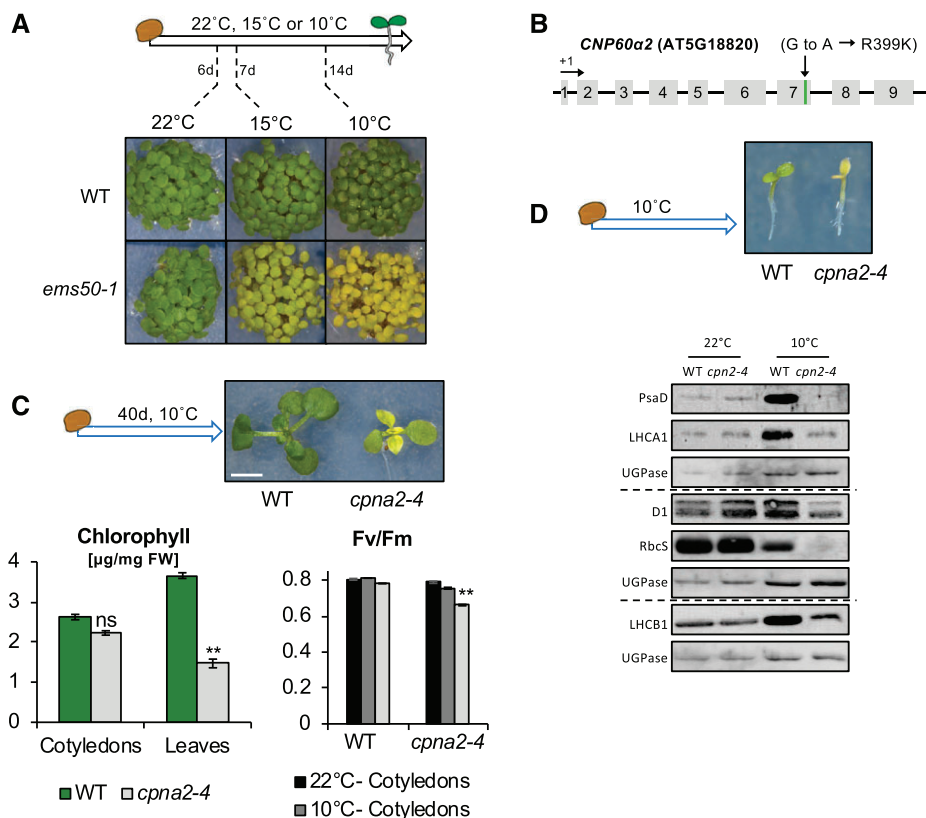 A
22˚C, 15˚C or 10˚C
6d
7d
14d
22°C 15°C 10°C
WT
ems50-1
B
CNP60α2 (AT5G18820) (G to A → R399K)
+1
1 2 3 4 5 6 7 8 9
C
40d, 10˚C
WT cpna2-4
Chlorophyll
[µg/mg FW]
4
3
2
1
0
ns
**
Cotyledons Leaves
WT cpna2-4
Fv/Fm
0.8
0.6
0.4
0.2
0
**
WT cpna2-4
22°C- Cotyledons
10°C- Cotyledons
D
10˚C
WT cpna2-4
22°C 10°C
WT cpn2-4 WT cpn2-4
PsaD
LHCA1
UGPase
D1
RbcS
UGPase
LHCB1
UGPase